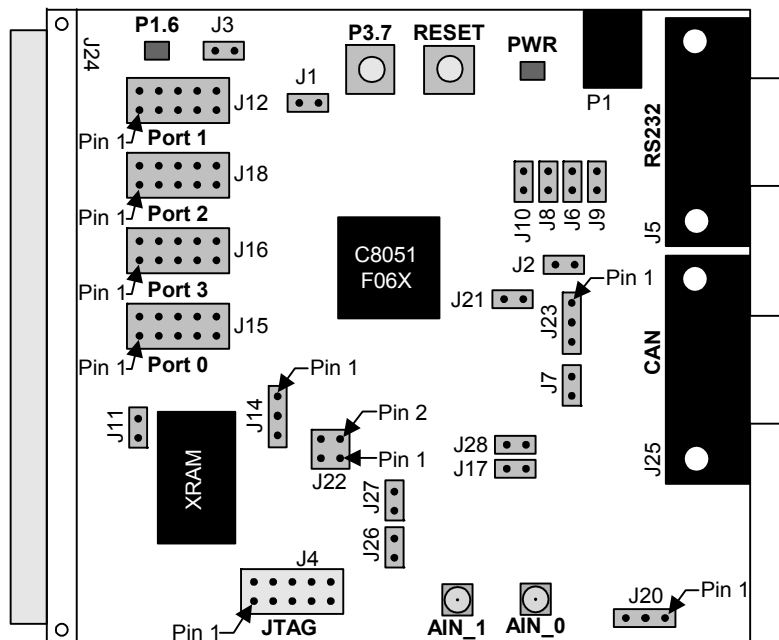 J24
P1.6
J3
P3.7
RESET
PWR
P1
RS232
J5
J1
J12
Pin 1
Port 1
J18
Pin 1
Port 2
J16
Pin 1
Port 3
J15
Pin 1
Port 0
J10
J8
J6
J9
C8051
F06X
J2
J21
Pin 1
J23
J7
CAN
J25
J11
XRAM
Pin 1
J14
Pin 2
Pin 1
J22
J28
J17
J27
J26
J4
Pin 1
JTAG
AIN_1
AIN_0
J20
Pin 1